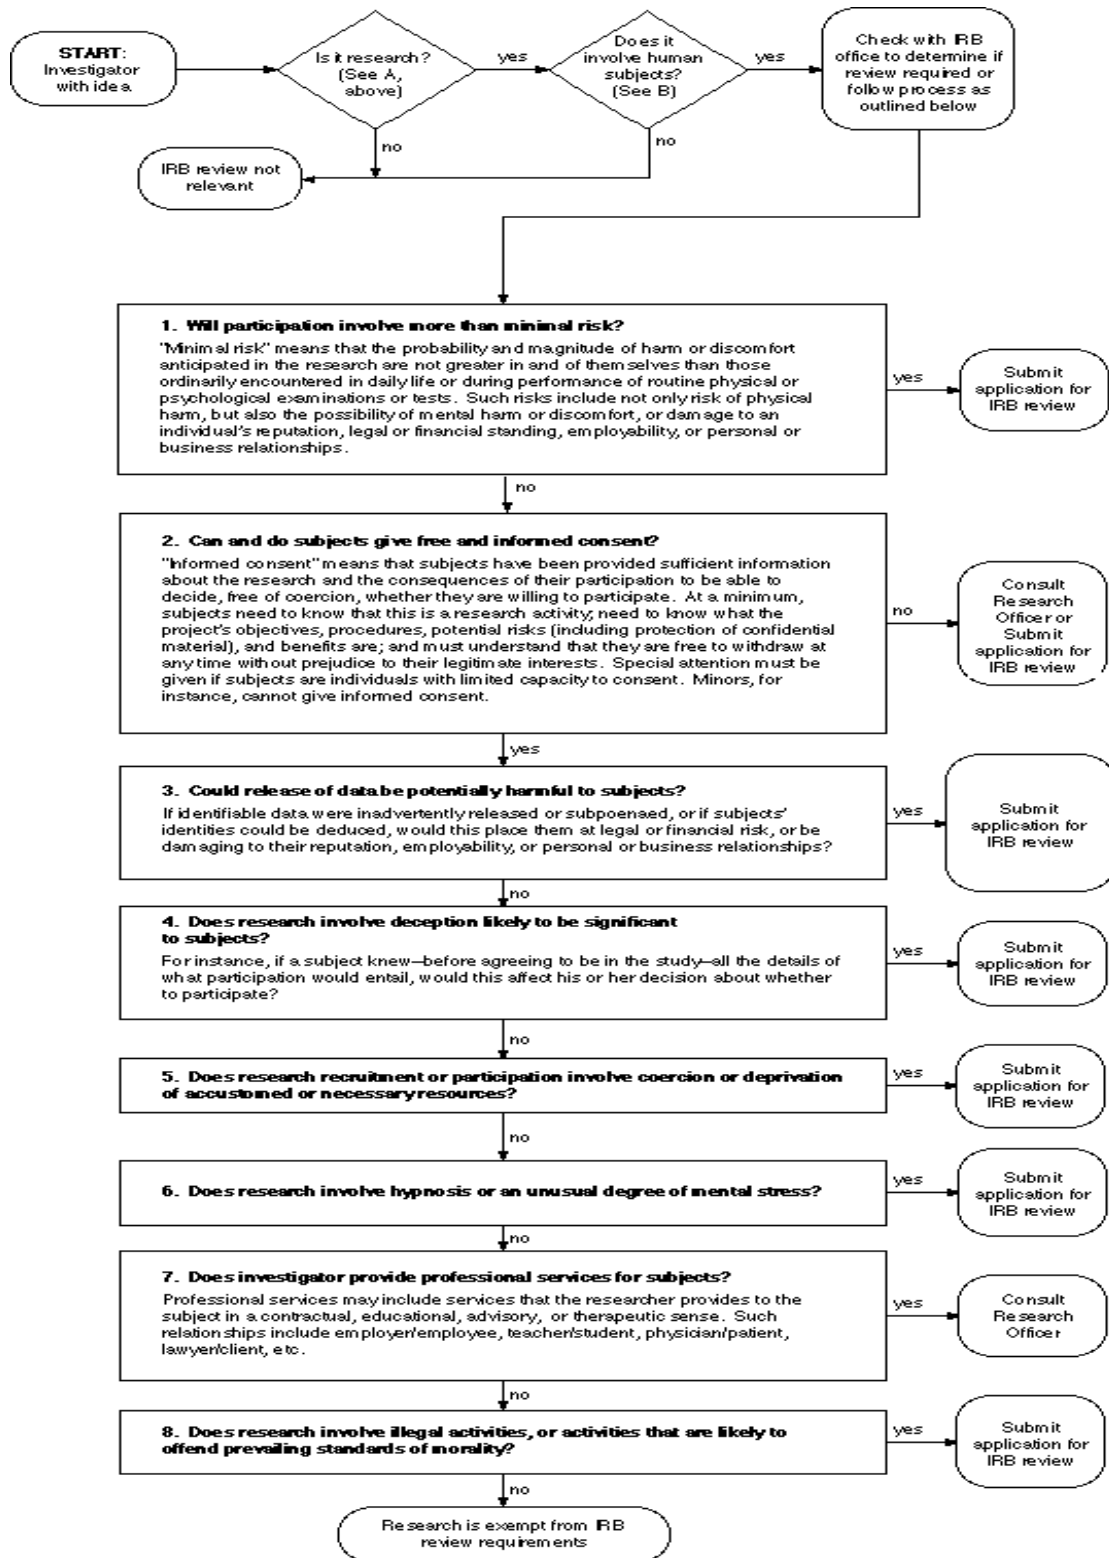 START:
Investigator
with idea
Is it research?
(See A,
above)
yes
Does it
involve human
subjects?
(See B)
yes
Check with IRB
office to determine if
review required or
follow process as
outlined below
no
no
IRB review not
relevant
1. Will participation involve more than minimal risk?
"Minimal risk" means that the probability and magnitude of harm or discomfort
anticipated in the research are not greater in and of themselves than those
ordinarily encountered in daily life or during performance of routine physical or
psychological examinations or tests. Such risks include not only risk of physical
harm, but also the possibility of mental harm or discomfort, or damage to an
individual's reputation, legal or financial standing, employability, or personal or
business relationships.
yes
Submit
application for
IRB review
no
2. Can and do subjects give free and informed consent?
"Informed consent" means that subjects have been provided sufficient information
about the research and the consequences of their participation to be able to
decide, free of coercion, whether they are willing to participate. At a minimum,
subjects need to know that this is a research activity; need to know what the
project's objectives, procedures, potential risks (including protection of confidential
material), and benefits are; and must understand that they are free to withdraw at
any time without prejudice to their legitimate interests. Special attention must be
given if subjects are individuals with limited capacity to consent. Minors, for
instance, cannot give informed consent.
no
Consult
Research
Officer or
Submit
application for
IRB review
yes
3. Could release of data be potentially harmful to subjects?
If identifiable data were inadvertently released or subpoenaed, or if subjects'
identities could be deduced, would this place them at legal or financial risk, or be
damaging to their reputation, employability, or personal or business relationships?
yes
Submit
application for
IRB review
no
4. Does research involve deception likely to be significant
to subjects?
For instance, if a subject knew—before agreeing to be in the study—all the details of
what participation would entail, would this affect his or her decision about whether
to participate?
yes
Submit
application for
IRB review
no
5. Does research recruitment or participation involve coercion or deprivation
of accustomed or necessary resources?
yes
Submit
application for
IRB review
no
6. Does research involve hypnosis or an unusual degree of mental stress?
yes
Submit
application for
IRB review
no
7. Does investigator provide professional services for subjects?
Professional services may include services that the researcher provides to the
subject in a contractual, educational, advisory, or therapeutic sense. Such
relationships include employer/employee, teacher/student, physician/patient,
lawyer/client, etc.
yes
Consult
Research
Officer
no
8. Does research involve illegal activities, or activities that are likely to
offend prevailing standards of morality?
yes
Submit
application for
IRB review
no
Research is exempt from IRB
review requirements